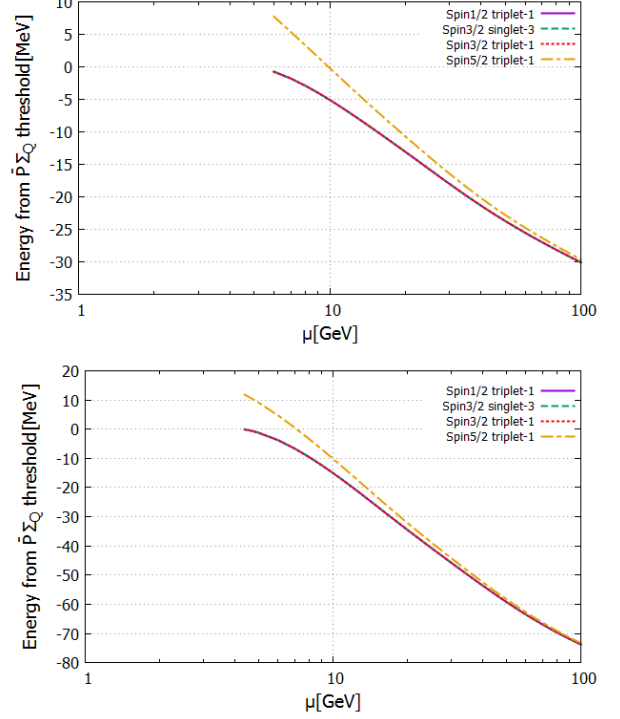 10
5
0
-5
-10
-15
-20
-25
-30
-35
Energy from P̄Σ_Q threshold[MeV]
Spin1/2 triplet-1
Spin3/2 singlet-3
Spin3/2 triplet-1
Spin5/2 triplet-1
1 10 100
μ[GeV]
20
10
0
-10
-20
-30
-40
-50
-60
-70
-80
Energy from P̄Σ_Q threshold[MeV]
Spin1/2 triplet-1
Spin3/2 singlet-3
Spin3/2 triplet-1
Spin5/2 triplet-1
1 10 100
μ[GeV]